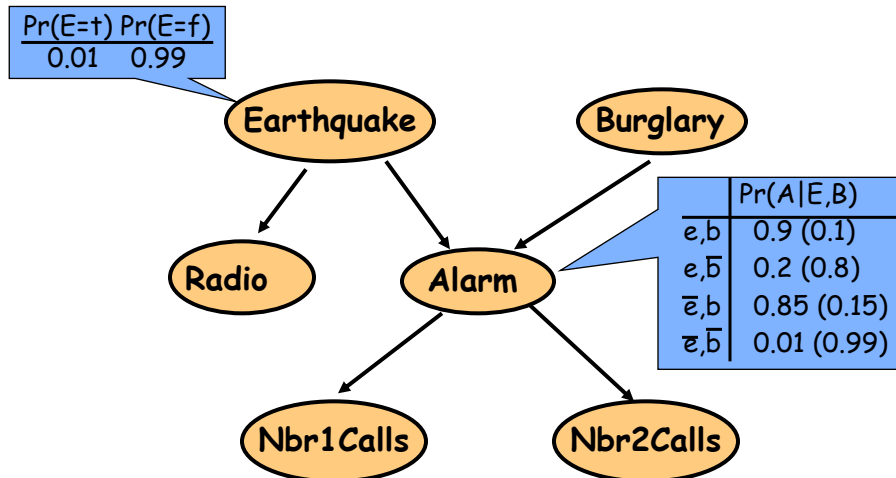 Pr(E=t) Pr(E=f)
0.01 0.99
Earthquake
Burglary
Pr(A|E,B)
e,b 0.9 (0.1)
e,b̅ 0.2 (0.8)
e̅,b 0.85 (0.15)
e̅,b̅ 0.01 (0.99)
Radio
Alarm
Nbr1Calls
Nbr2Calls